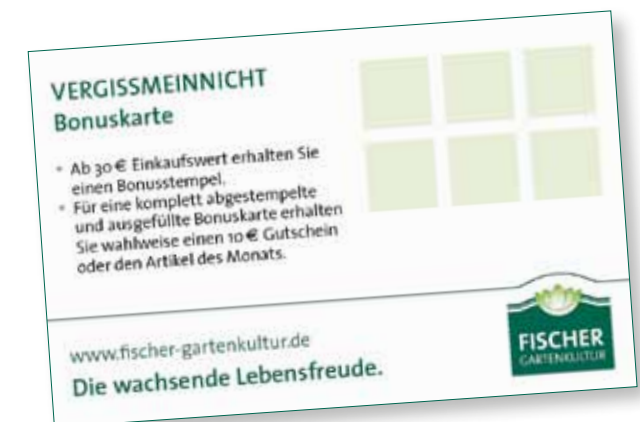 VERGISSMEINNICHT
Bonuskarte
• Ab 30 € Einkaufswert erhalten Sie
einen Bonusstempel.
• Für eine komplett abgestempelte
und ausgefüllte Bonuskarte erhalten
Sie wahlweise einen 10 € Gutschein
oder den Artikel des Monats.
www.fischer-gartenkultur.de
Die wachsende Lebensfreude.
FISCHER
GARTENKULTUR